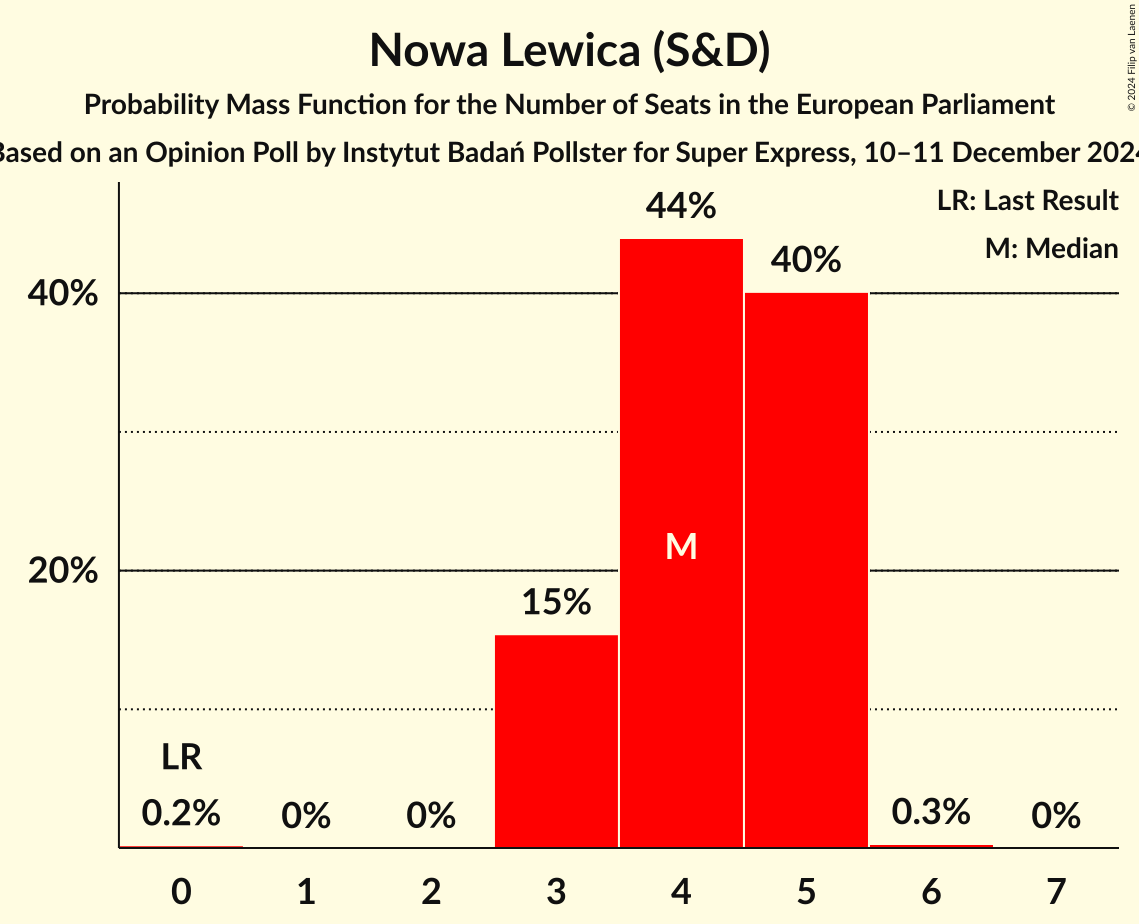 Nowa Lewica (S&D)
Probability Mass Function for the Number of Seats in the European Parliament
Based on an Opinion Poll by Instytut Badań Pollster for Super Express, 10–11 December 2024
© 2024 Filip van Laenen
LR: Last Result
M: Median
44%
40%
40%
M
20%
15%
LR
0.2%
0%
0%
0.3%
0%
0
1
2
3
4
5
6
7